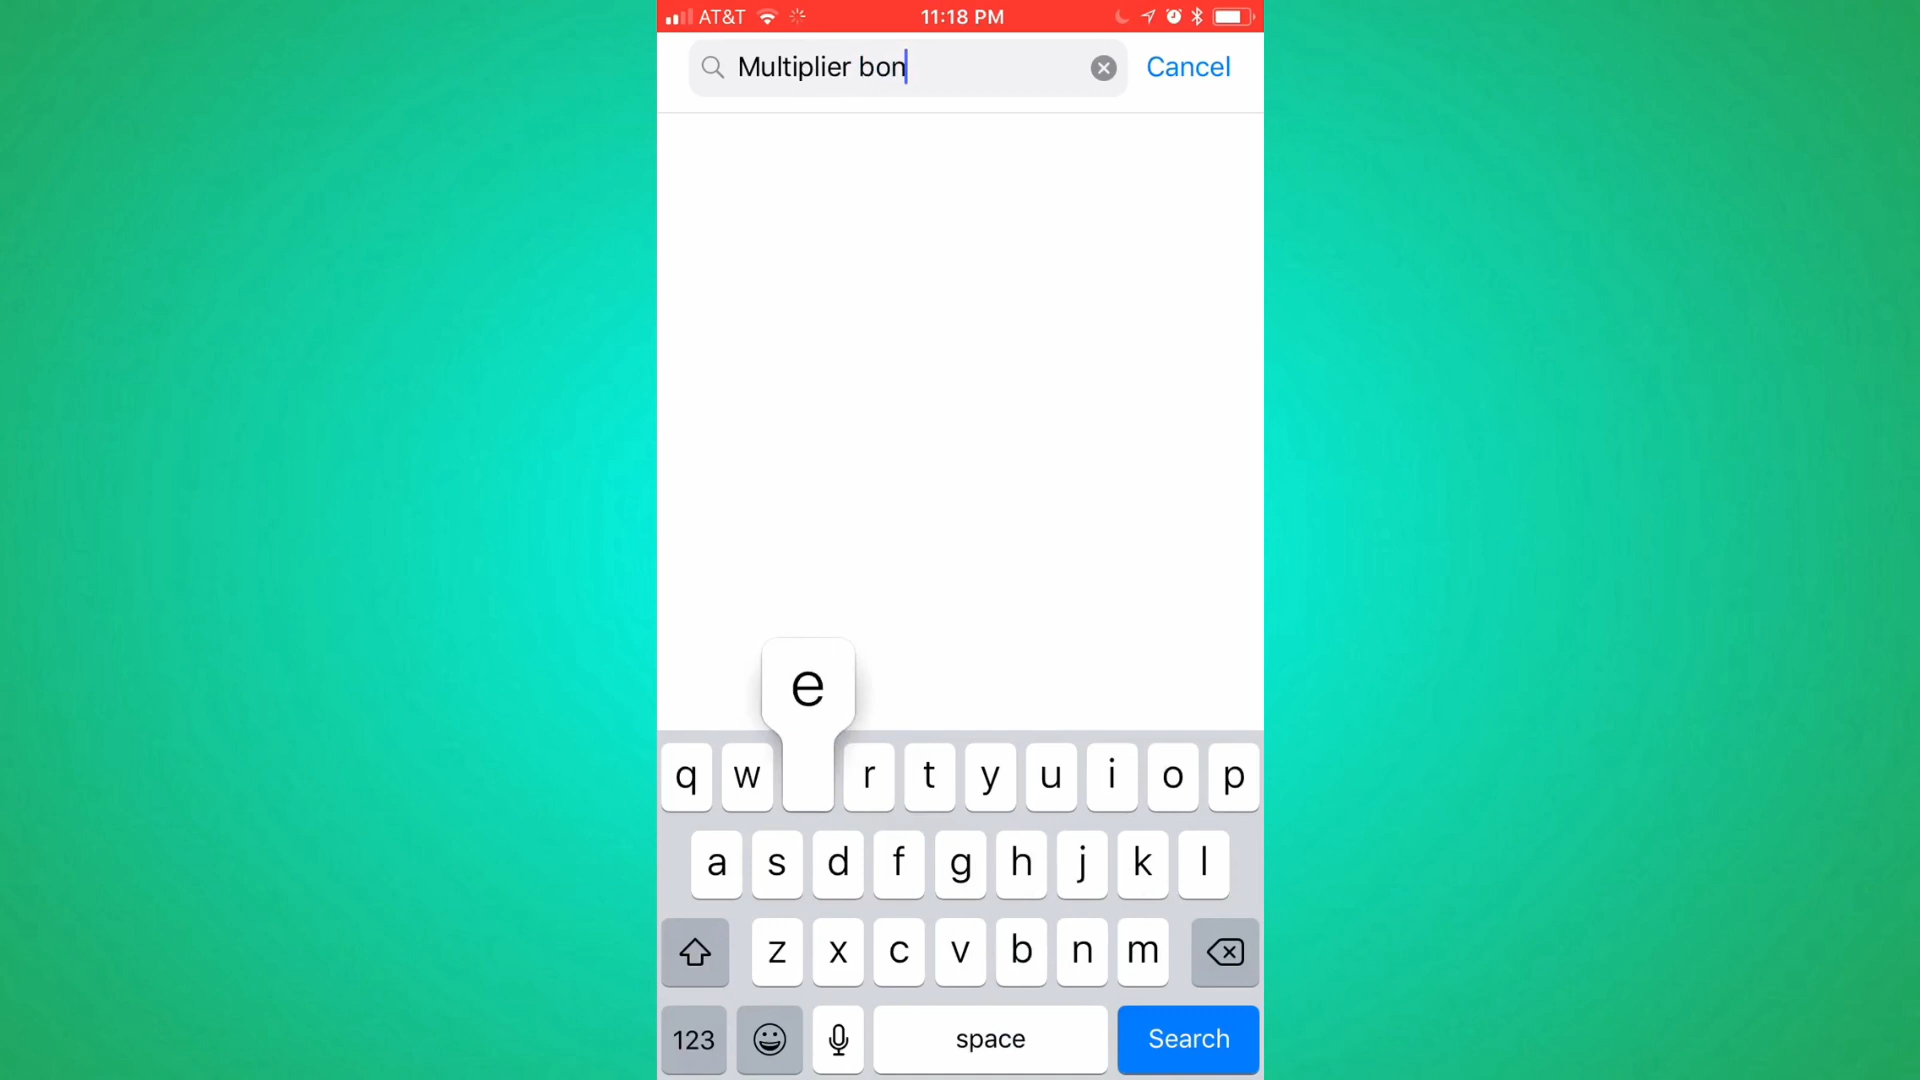 AT&T 11:18 PM
Multiplier bon Cancel
e
q w r t y u i o p
a s d f g h j k l
z x c v b n m
123 space Search